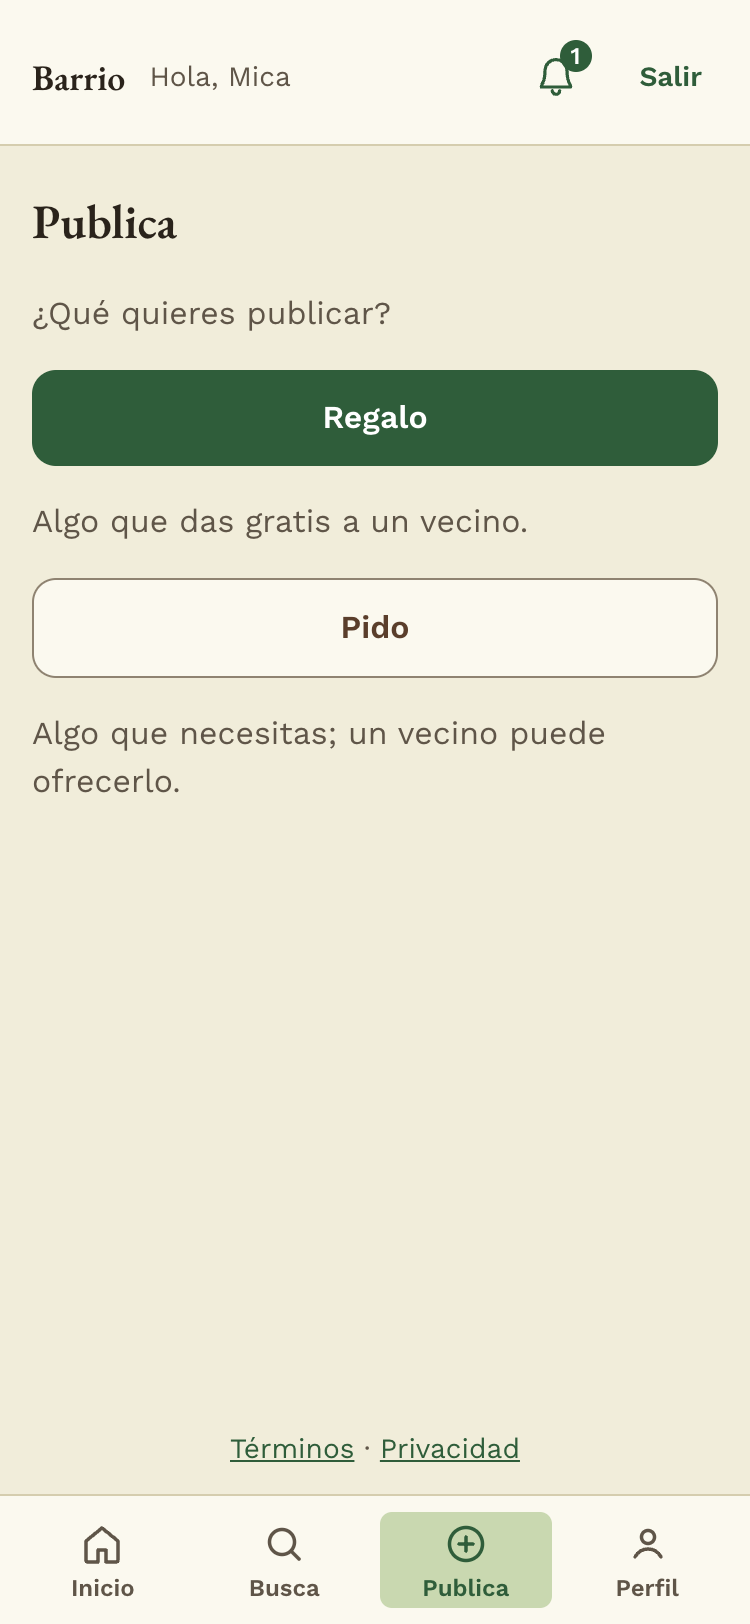 Barrio Hola, Mica 1 Salir
Publica
¿Qué quieres publicar?
Regalo
Algo que das gratis a un vecino.
Pido
Algo que necesitas; un vecino puede
ofrecerlo.
Términos · Privacidad
Inicio Busca Publica Perfil